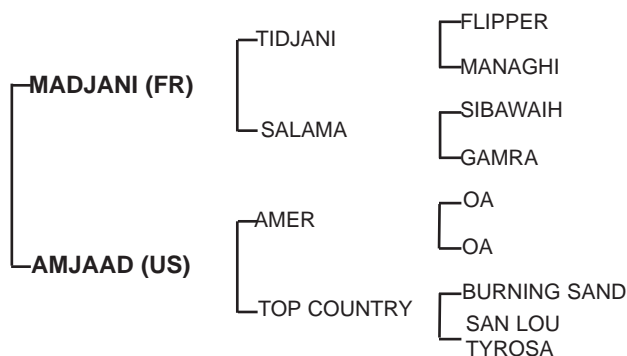 FLIPPER
TIDJANI
MANAGHI
MADJANI (FR)
SIBAWAIH
SALAMA
GAMRA
OA
AMER
OA
AMJAAD (US)
BURNING SAND
TOP COUNTRY
SAN LOU
TYROSA